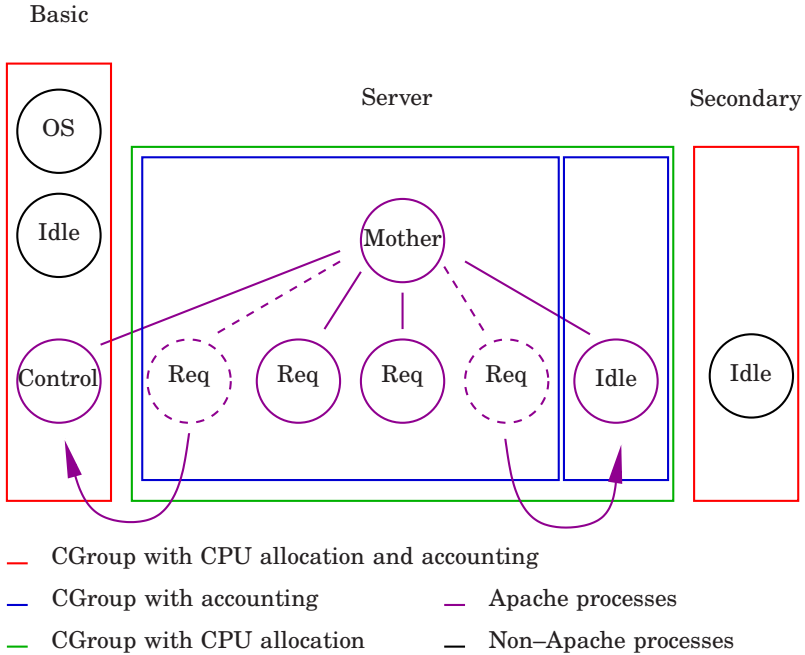 Basic
Server
Secondary
OS
Idle
Mother
Control
Req
Req
Req
Req
Idle
Idle
CGroup with CPU allocation and accounting
CGroup with accounting
Apache processes
CGroup with CPU allocation
Non–Apache processes